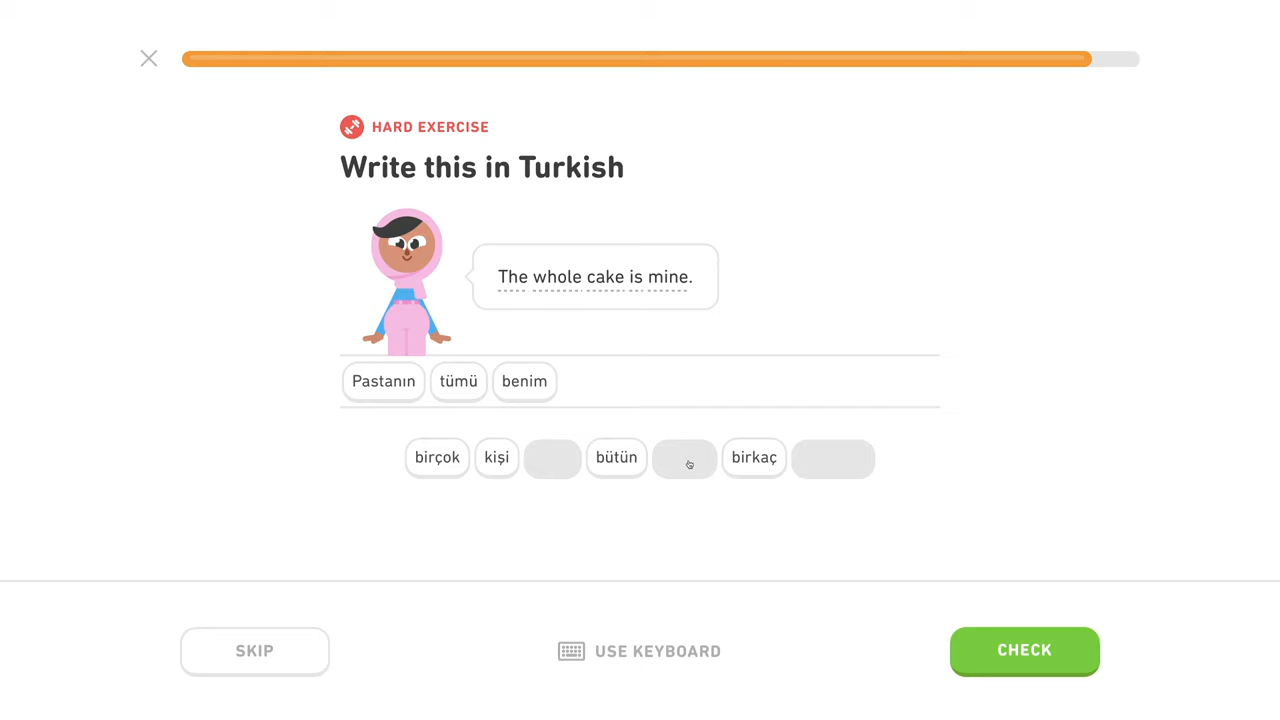 HARD EXERCISE
Write this in Turkish
The whole cake is mine.
Pastanın tümü benim
birçok kişi bütün birkaç
SKIP USE KEYBOARD CHECK